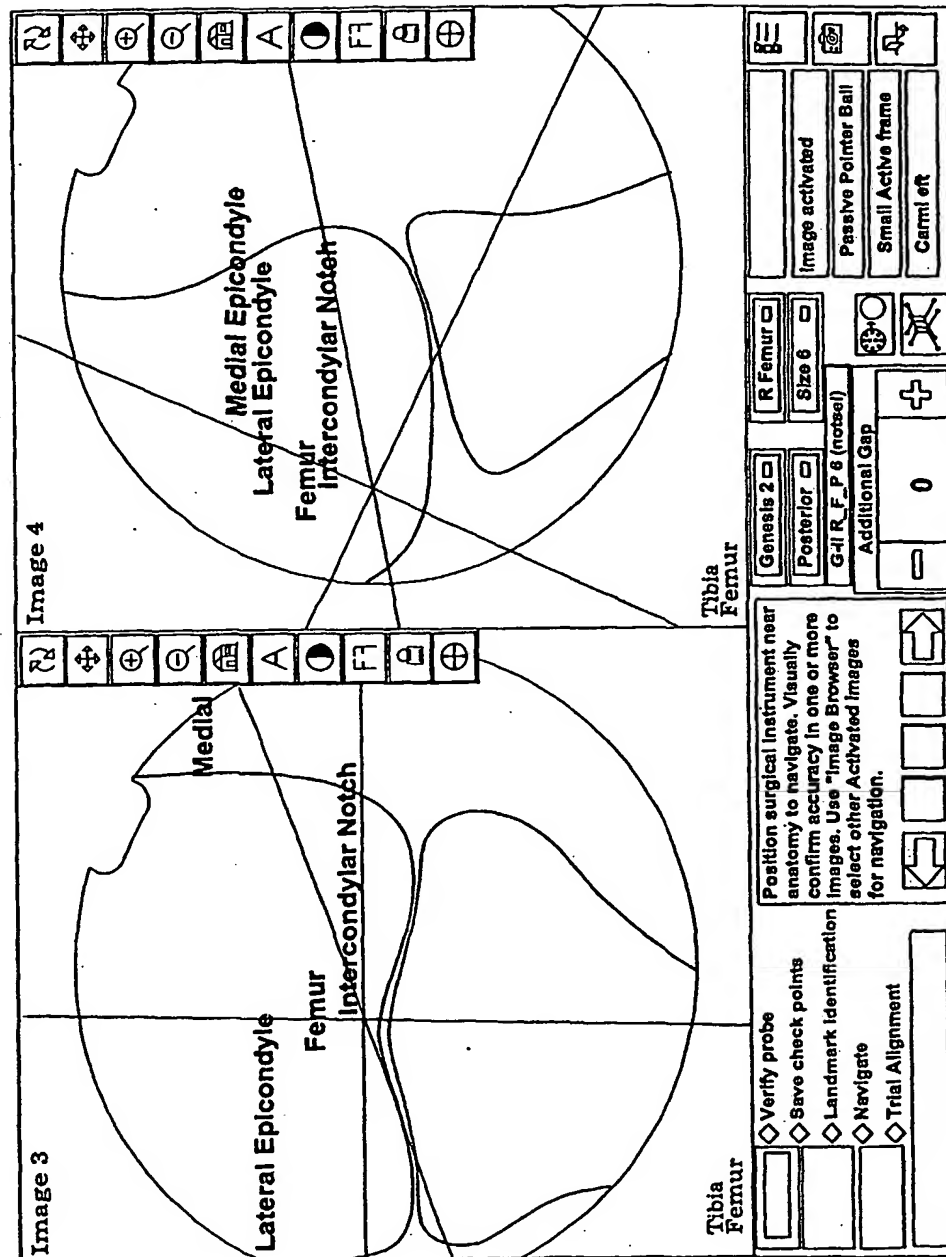 Image 3
Lateral Epicondyle
Medial
Femur
Intercondylar Notch
Tibia
Femur
A
Image 4
Medial Epicondyle
Lateral Epicondyle
Femur
Intercondylar Notch
Tibia
Femur
A
Verify probe
Save check points
Landmark identification
Navigate
Trial Alignment
Position surgical instrument near
anatomy to navigate. Visually
confirm accuracy in one or more
images. Use "Image Browser" to
select other Activated images
for navigation.
Genesis 2
R Femur
Posterior
Size 6
G-II R_F_P 6 (notsel)
Additional Gap
0
Image activated
Passive Pointer Ball
Small Active frame